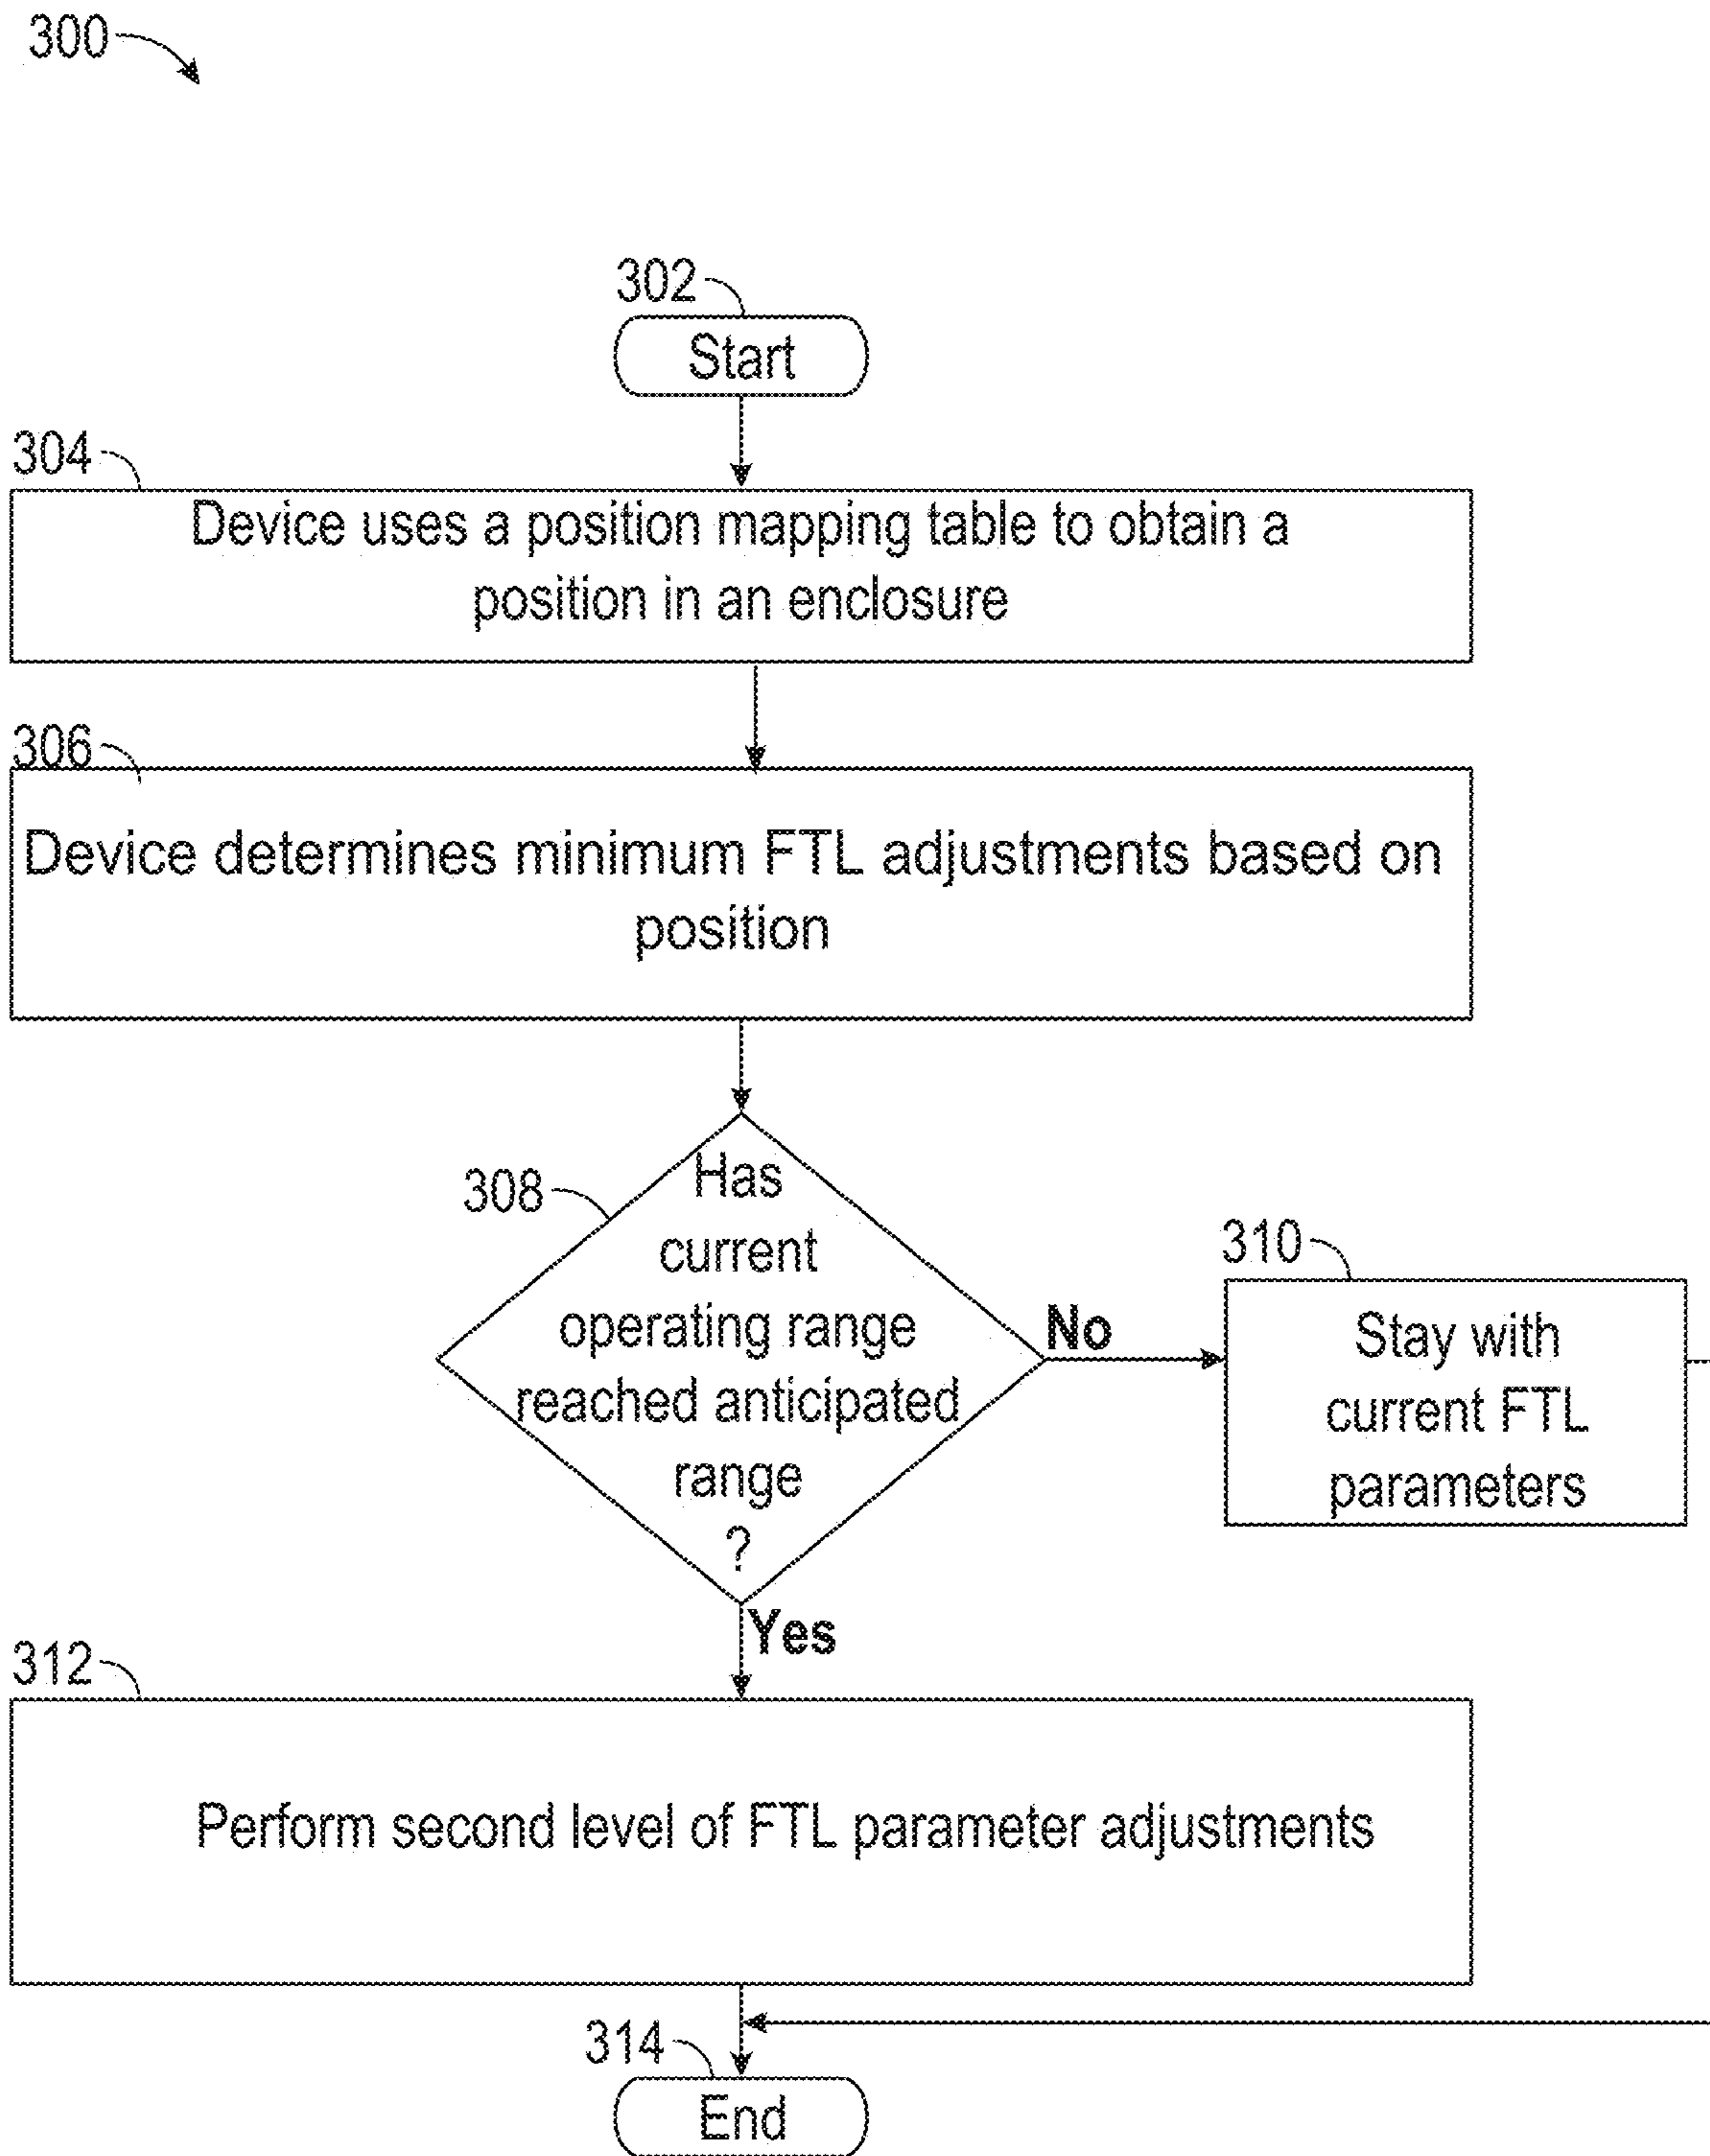 300
302
Start
304
Device uses a position mapping table to obtain a
position in an enclosure
306
Device determines minimum FTL adjustments based on
position
308
Has
current
operating range
reached anticipated
range
?
No
310
Stay with
current FTL
parameters
Yes
312
Perform second level of FTL parameter adjustments
314
End